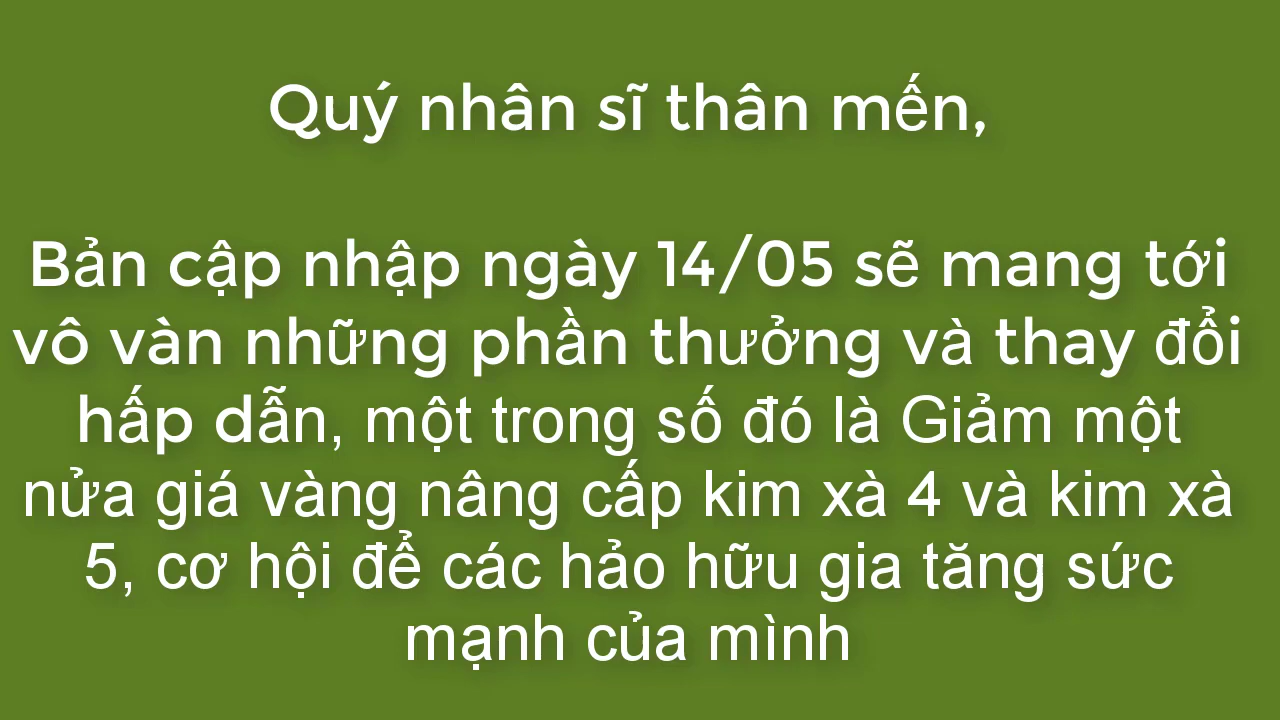 Quý nhân sĩ thân mến,
Bản cập nhập ngày 14/05 sẽ mang tới
vô vàn những phần thưởng và thay đổi
hấp dẫn, một trong số đó là Giảm một
nửa giá vàng nâng cấp kim xà 4 và kim xà
5, cơ hội để các hảo hữu gia tăng sức
mạnh của mình